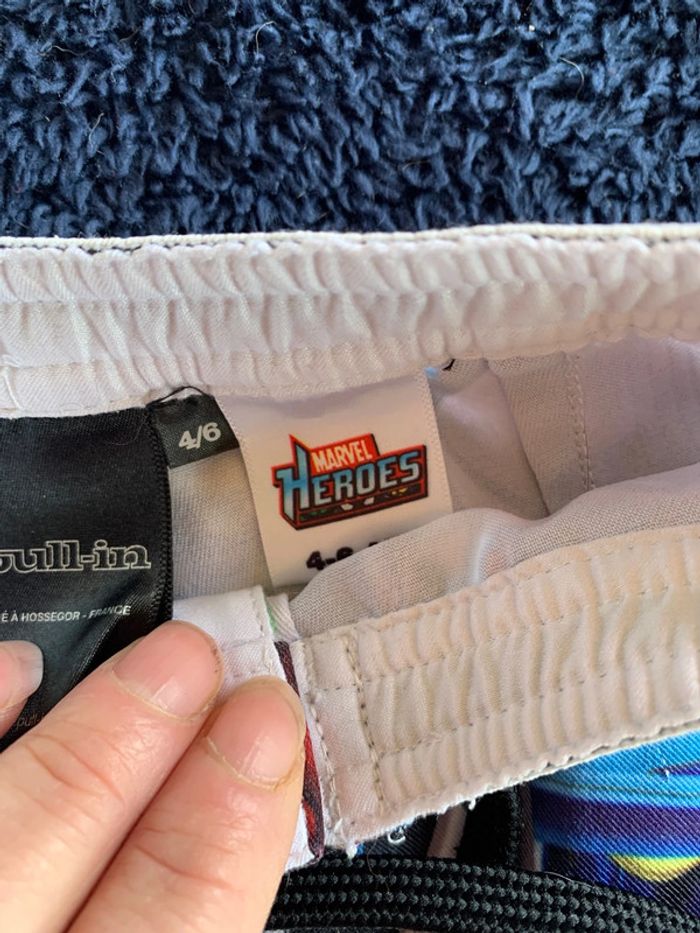 4/6
MARVEL
HEROES
pull-in
É À HOSSEGOR - FRANCE